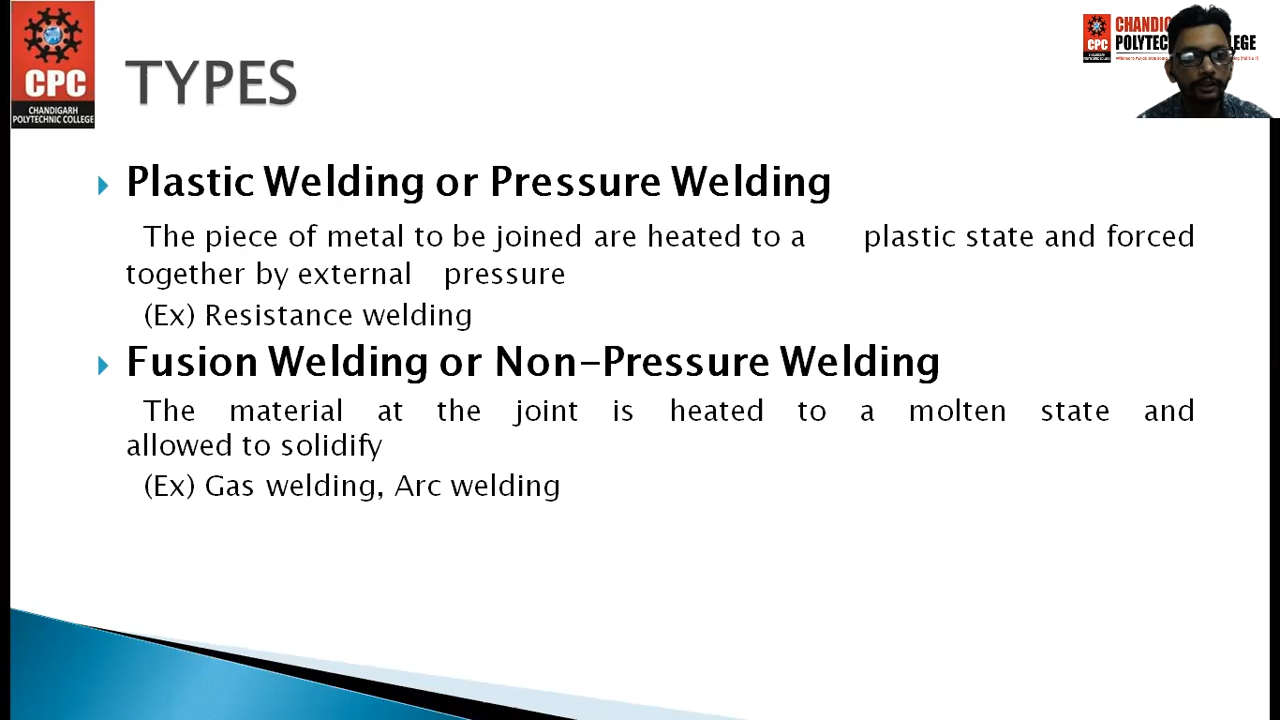 CPC
CHANDIGARH
POLYTECHNIC COLLEGE
TYPES
CPC
CHANDIG
POLYTEC EGE
Plastic Welding or Pressure Welding
The piece of metal to be joined are heated to a plastic state and forced
together by external pressure
(Ex) Resistance welding
Fusion Welding or Non-Pressure Welding
The material at the joint is heated to a molten state and
allowed to solidify
(Ex) Gas welding, Arc welding